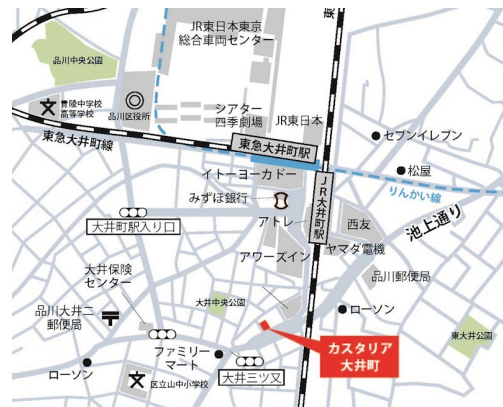 JR東日本東京
総合車両センター
東
品川中央公園
青稜中学校
高等学校
品川区役所
シアター
四季劇場
JR東日本
東急大井町線
東急大井町駅
セブンイレブン
松屋
イトーヨーカドー
りんかい線
みずほ銀行
JR大井町駅
池上通り
アトレ
西友
大井町駅入り口
ヤマダ電機
アワーズイン
大井保険
センター
品川郵便局
大井中央公園
品川大井二
郵便局
ローソン
東大井公園
カスタリア
大井町
ファミリー
マート
ローソン
大井三ツ又
区立山中小学校